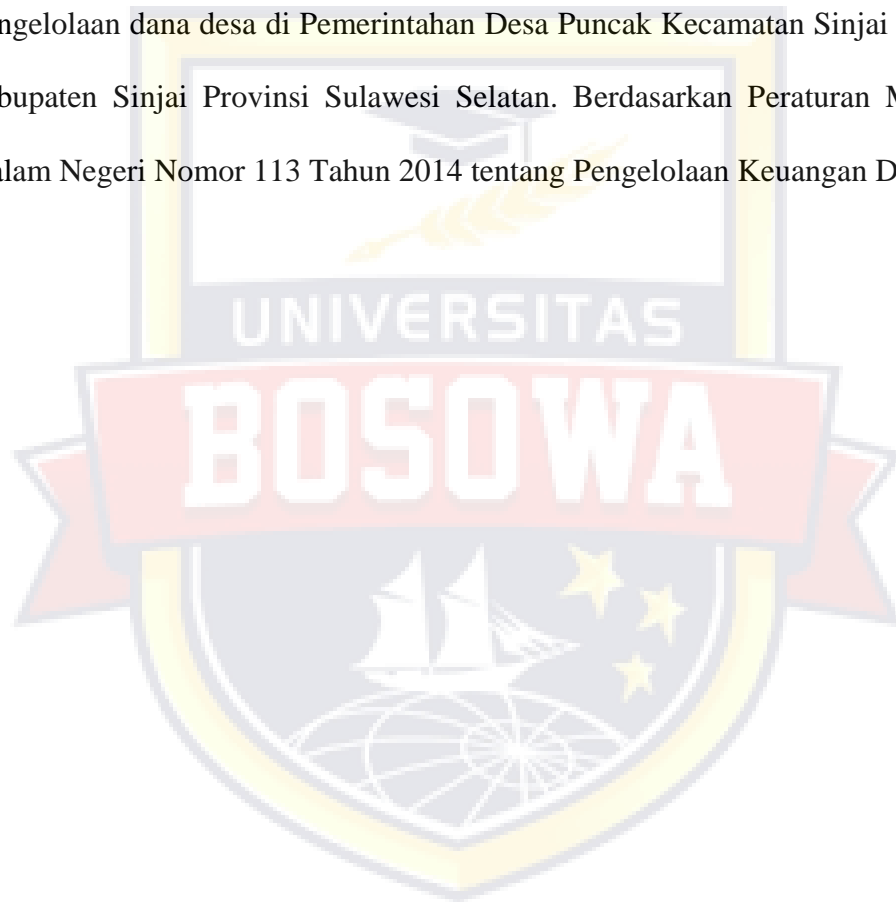 ngelolaan dana desa di Pemerintahan Desa Puncak Kecamatan Sinjai
bupaten Sinjai Provinsi Sulawesi Selatan. Berdasarkan Peraturan M
alam Negeri Nomor 113 Tahun 2014 tentang Pengelolaan Keuangan D
UNIVERSITAS
BOSOWA